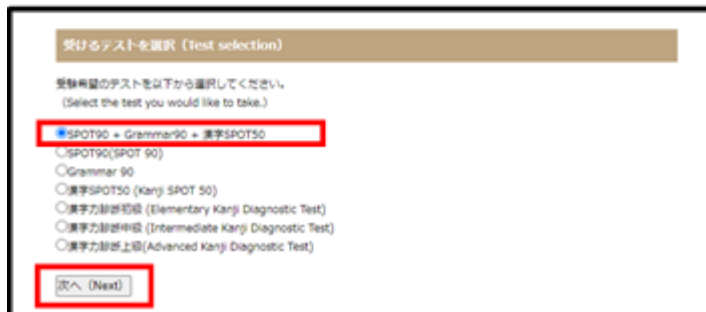 受けるテストを選択(Test selection)
受験希望のテストを以下から選択してください。
(Select the test you would like to take.)
SPOT90 + Grammar90 + 漢字SPOT50
SPOT90(SPOT 90)
Grammar 90
漢字SPOT50 (Kanji SPOT 50)
漢字力診断初級 (Elementary Kanji Diagnostic Test)
漢字力診断中級 (Intermediate Kanji Diagnostic Test)
漢字力診断上級(Advanced Kanji Diagnostic Test)
次へ (Next)